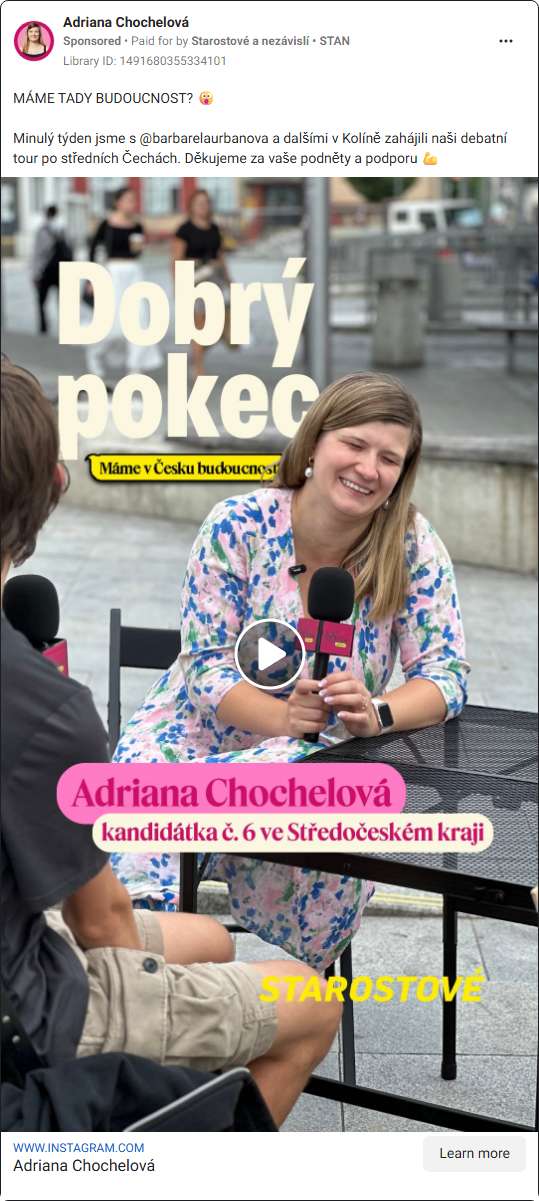 Adriana Chochelová
Sponsored • Paid for by Starostové a nezávislí • STAN
Library ID: 1491680355334101
MÁME TADY BUDOUCNOST? 😲
Minulý týden jsme s @barbarelaurbanova a dalšími v Kolíně zahájili naši debatní
tour po středních Čechách. Děkujeme za vaše podněty a podporu 💪
Dobrý
pokec
Máme v Česku budoucnost
Adriana Chochelová
kandidátka č. 6 ve Středočeském kraji
STAROSTOVÉ
WWW.INSTAGRAM.COM
Adriana Chochelová
Learn more